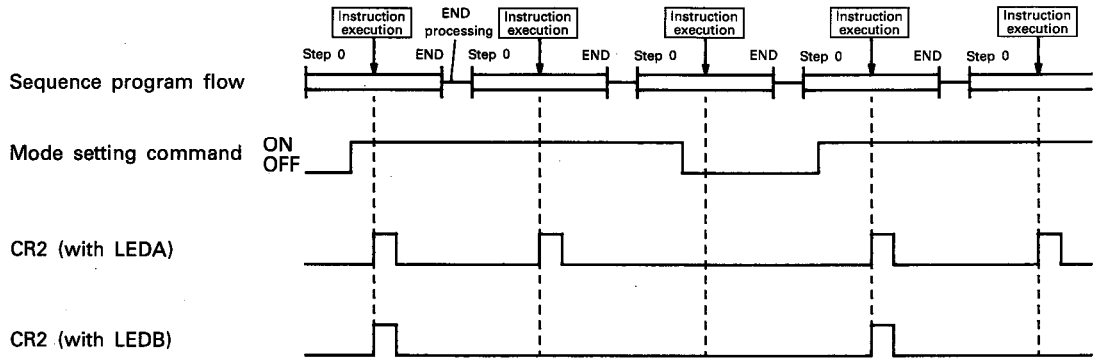 Instruction execution END processing Instruction execution Instruction execution Instruction execution Instruction execution
Step 0 END Step 0 END Step 0 END Step 0 END Step 0
Sequence program flow
Mode setting command ON
OFF
CR2 (with LEDA)
CR2 (with LEDB)